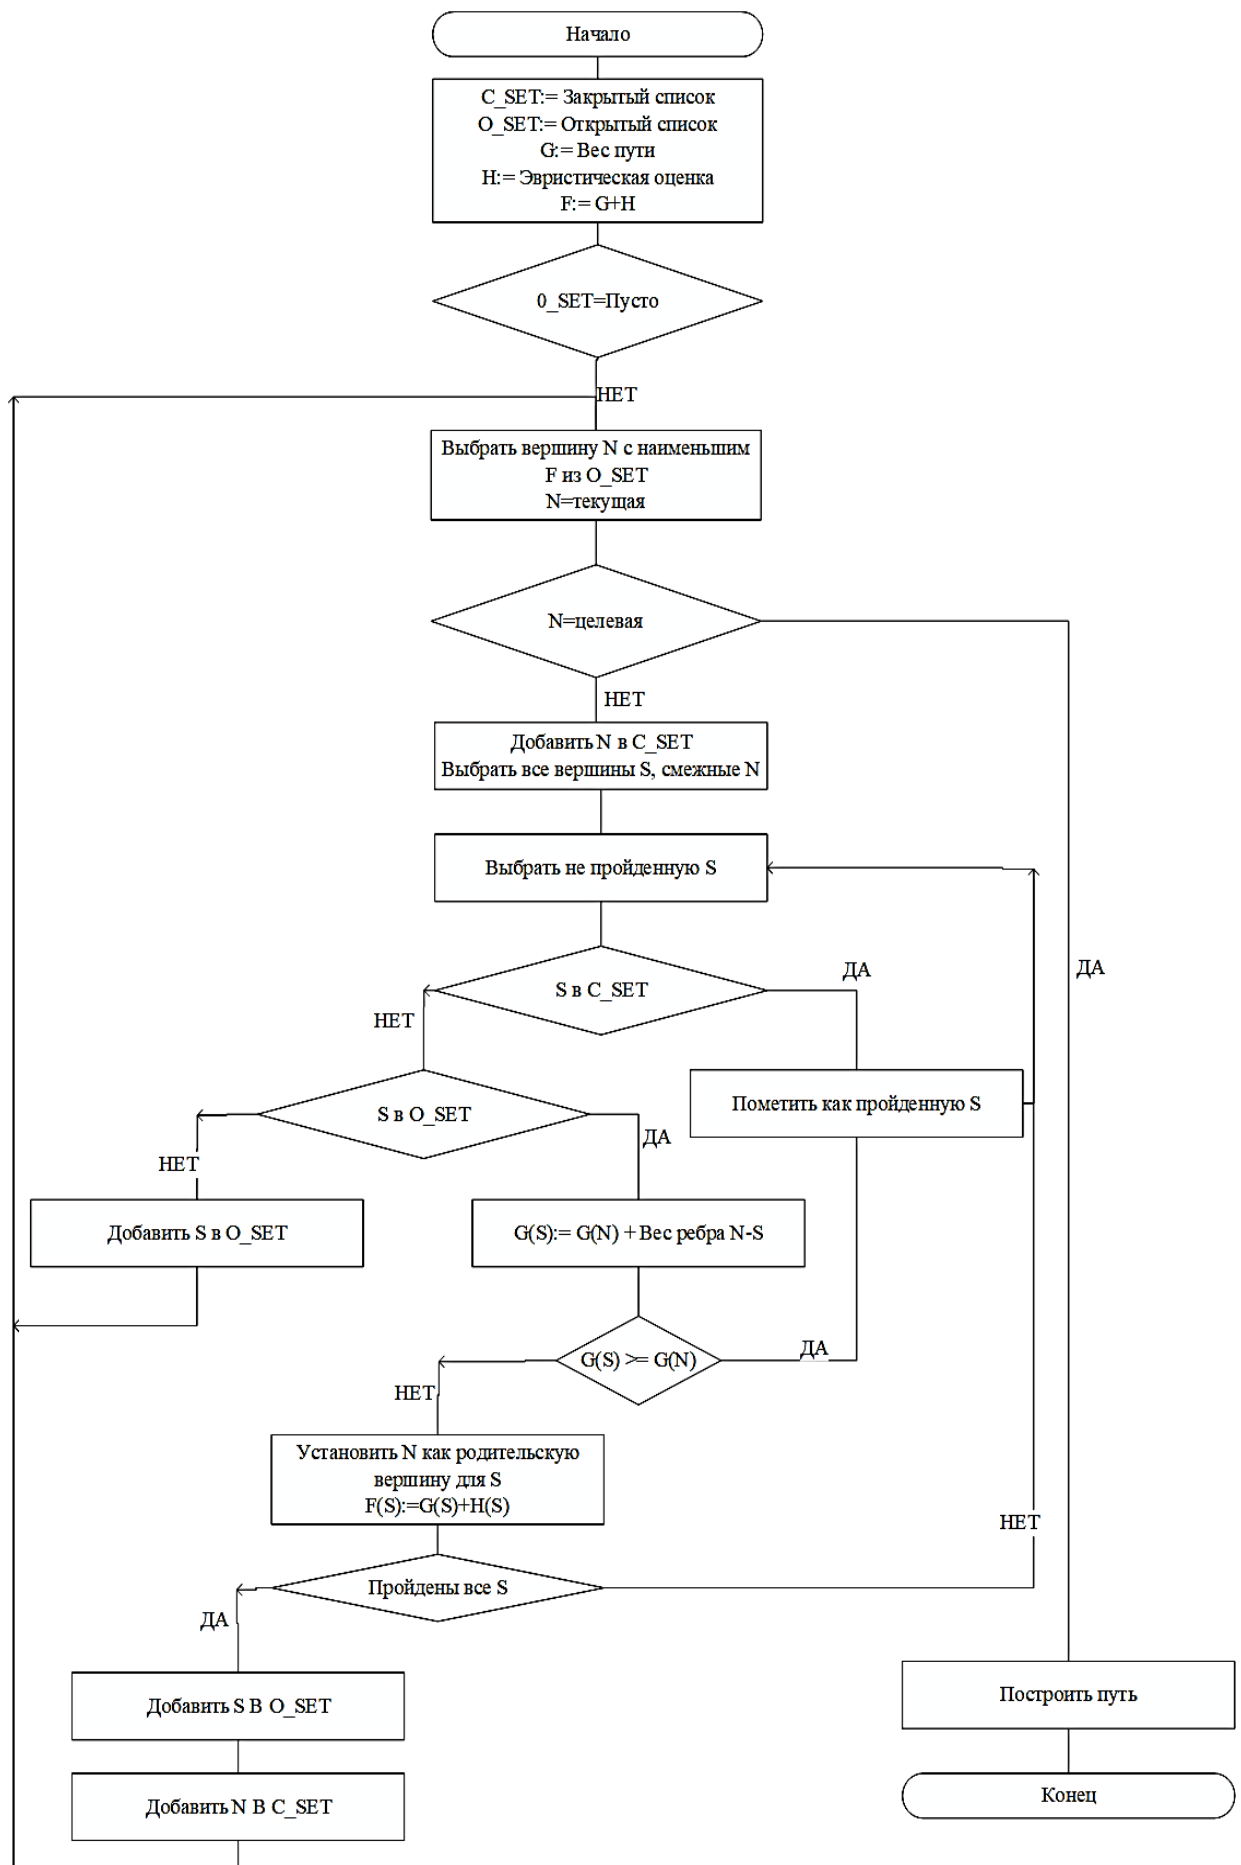 Начало
C_SET:= Закрытый список
O_SET:= Открытый список
G:= Вес пути
H:= Эвристическая оценка
F:= G+H
0_SET=Пусто
НЕТ
Выбрать вершину N с наименьшим
F из O_SET
N=текущая
N=целевая
НЕТ
Добавить N в C_SET
Выбрать все вершины S, смежные N
Выбрать не пройденную S
ДА
ДА
S в C_SET
НЕТ
Пометить как пройденную S
S в O_SET
ДА
НЕТ
Добавить S в O_SET
G(S):= G(N) + Вес ребра N-S
G(S) >= G(N)
ДА
НЕТ
Установить N как родительскую
вершину для S
F(S):=G(S)+H(S)
НЕТ
Пройдены все S
ДА
Добавить S В O_SET
Построить путь
Добавить N В C_SET
Конец